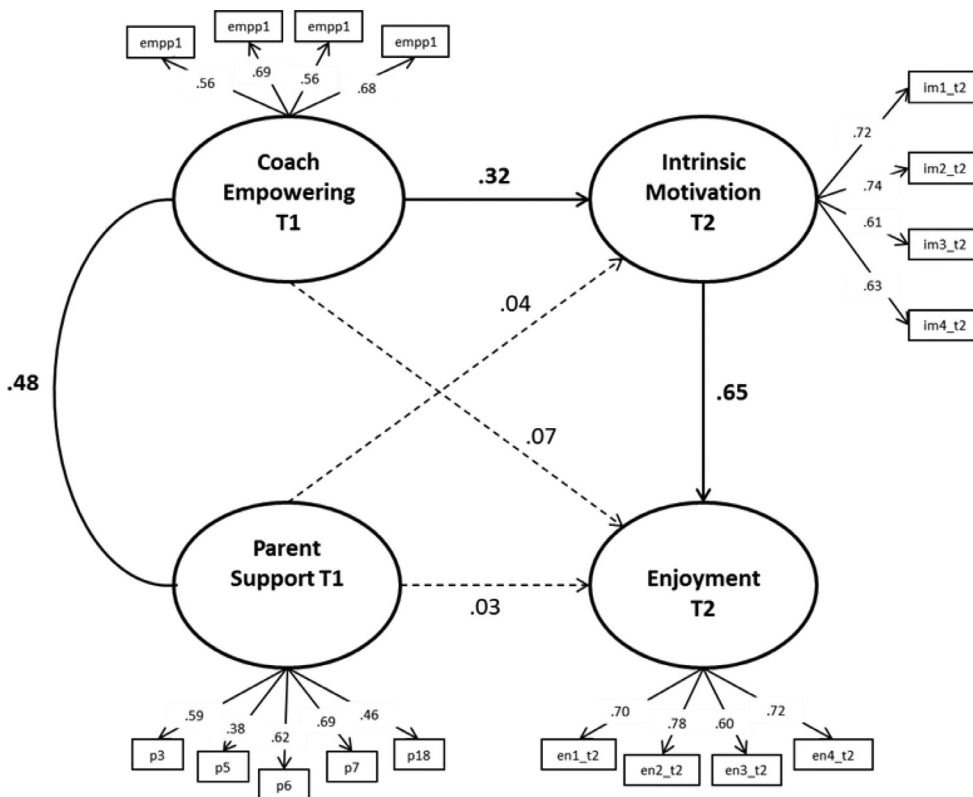 empp1
empp1
empp1
empp1
.56
.69
.56
.68
Coach
Empowering
T1
.32
Intrinsic
Motivation
T2
.72
.74
.61
.63
im1_t2
im2_t2
im3_t2
im4_t2
.04
.48
.07
.65
Parent
Support T1
.03
Enjoyment
T2
.59
.38
.62
.69
.46
p3
p5
p6
p7
p18
.70
.78
.60
.72
en1_t2
en2_t2
en3_t2
en4_t2